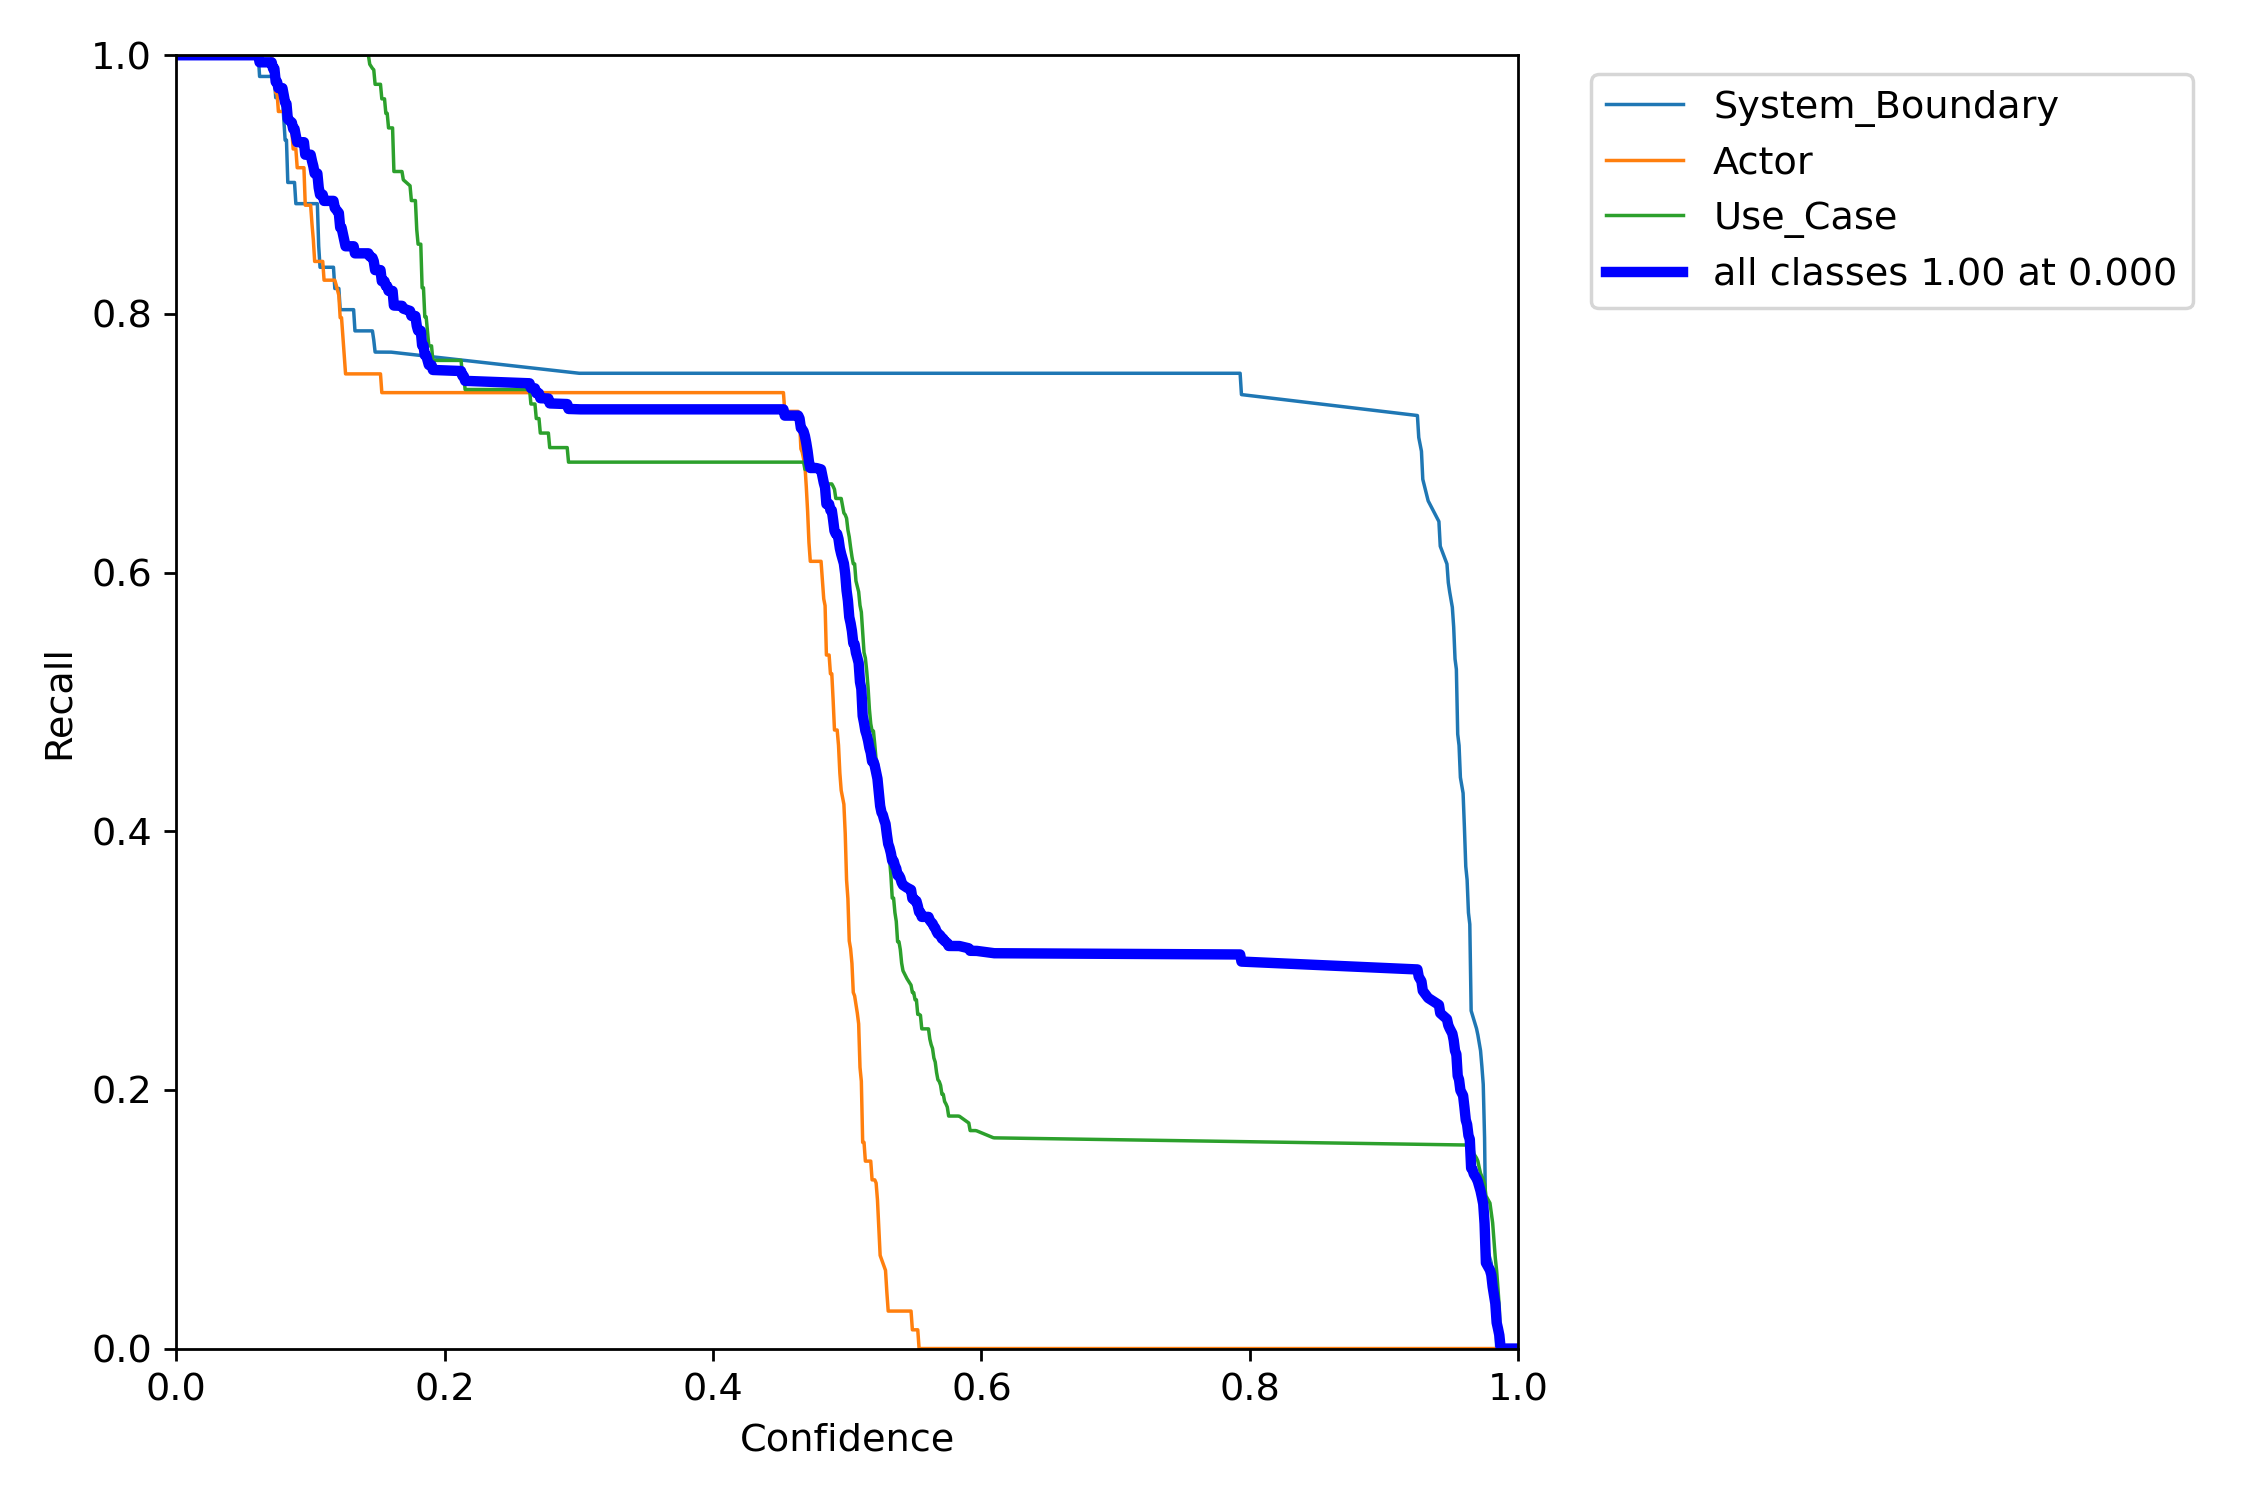 1.0
0.8
0.6
0.4
0.2
0.0
0.0 0.2 0.4 0.6 0.8 1.0
Recall
Confidence
System_Boundary
Actor
Use_Case
all classes 1.00 at 0.000